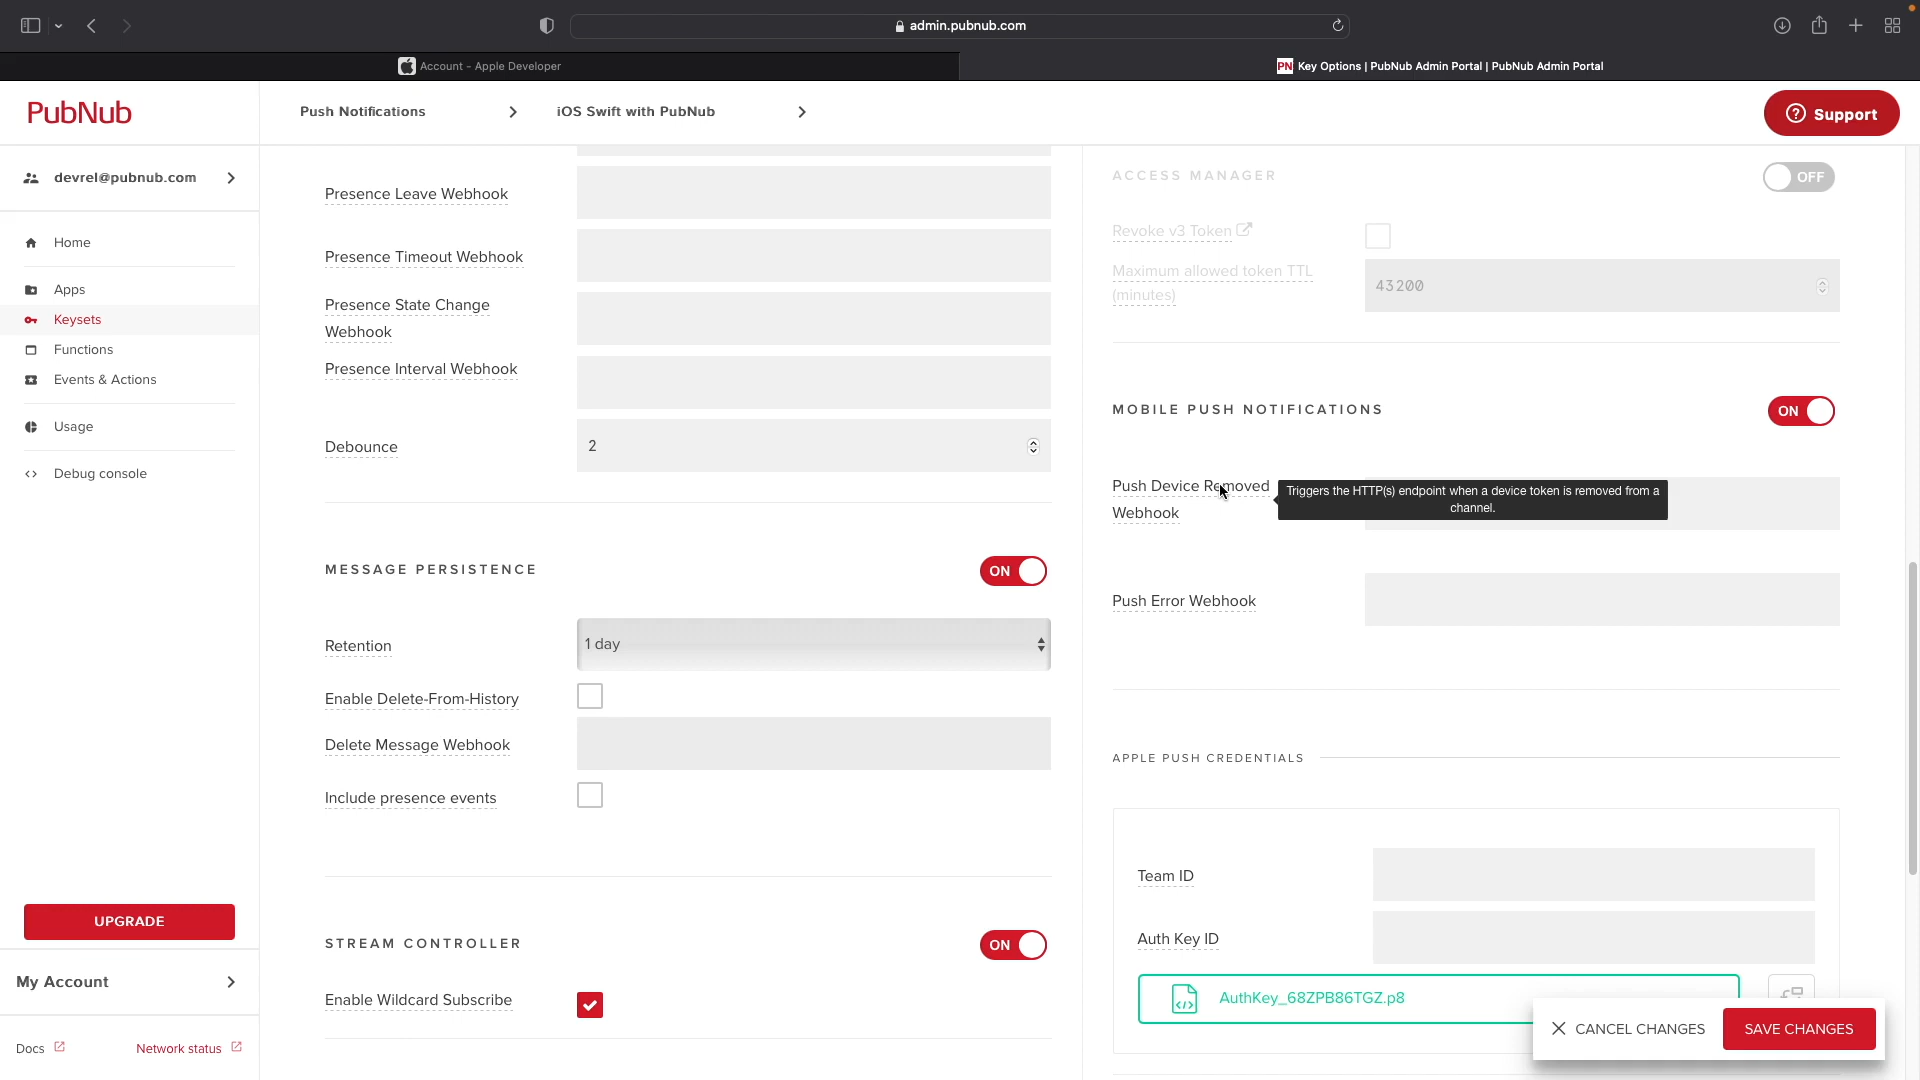 admin.pubnub.com
Account – Apple Developer
PN Key Options | PubNub Admin Portal | PubNub Admin Portal
PubNub
Push Notifications
iOS Swift with PubNub
Support
devrel@pubnub.com
Home
Apps
Keysets
Functions
Events & Actions
Usage
Debug console
UPGRADE
My Account
Docs
Network status
Presence Leave Webhook
Presence Timeout Webhook
Presence State Change
Webhook
Presence Interval Webhook
Debounce
2
MESSAGE PERSISTENCE
ON
Retention
1 day
Enable Delete-From-History
Delete Message Webhook
Include presence events
STREAM CONTROLLER
ON
Enable Wildcard Subscribe
ACCESS MANAGER
OFF
Revoke v3 Token
Maximum allowed token TTL
(minutes)
43200
MOBILE PUSH NOTIFICATIONS
ON
Push Device Removed
Webhook
Triggers the HTTP(s) endpoint when a device token is removed from a
channel.
Push Error Webhook
APPLE PUSH CREDENTIALS
Team ID
Auth Key ID
AuthKey_68ZPB86TGZ.p8
CANCEL CHANGES
SAVE CHANGES